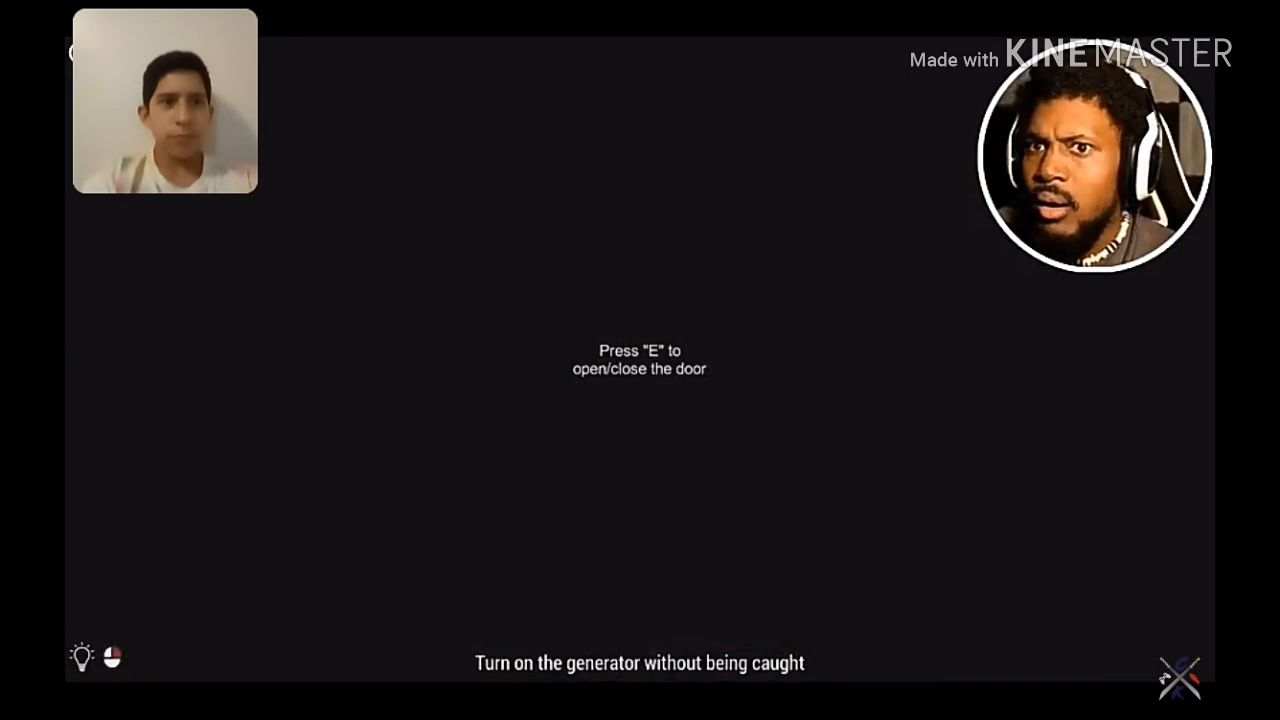 Made with KINEMASTER
Press "E" to
open/close the door
Turn on the generator without being caught
C
K